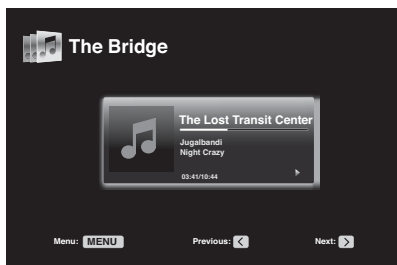 The Bridge
The Lost Transit Center
Jugalbandi
Night Crazy
03:41/10:44
Menu: MENU Previous: < Next: >